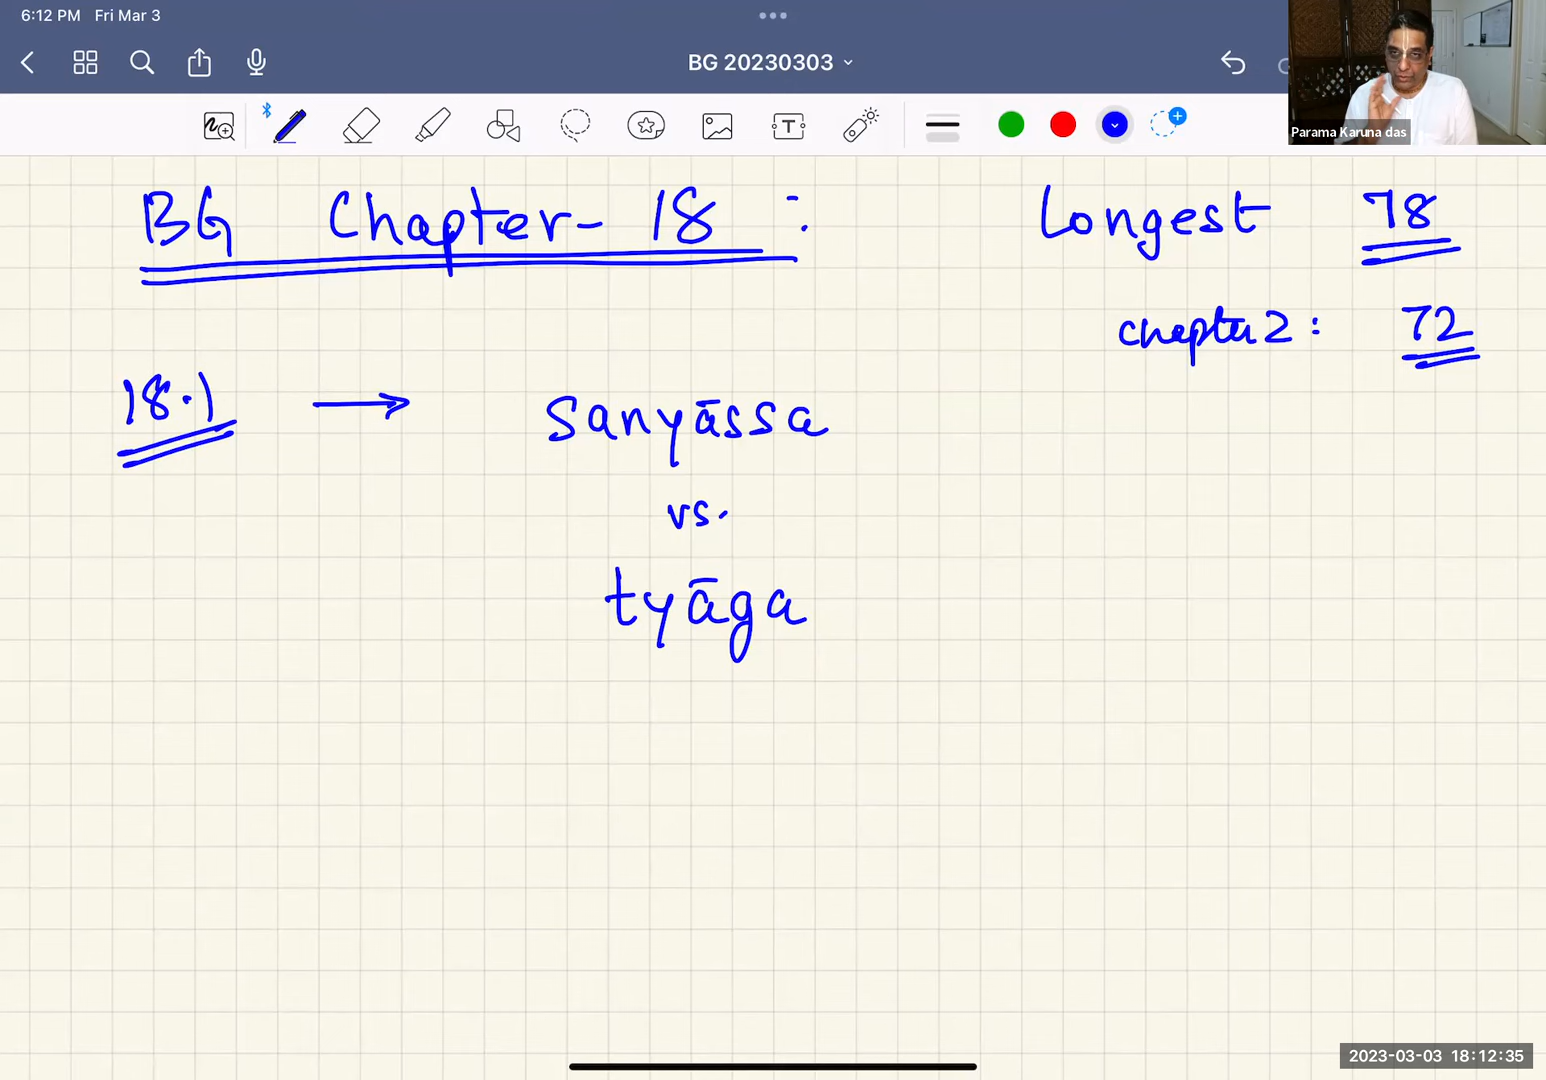 6:12 PM Fri Mar 3
BG 20230303
T
Parama Karuna das
BG Chapter- 18 : Longest 78
Chapter 2 : 72
18.1 → Sanyāssa
vs.
tyāga
2023-03-03 18:12:35